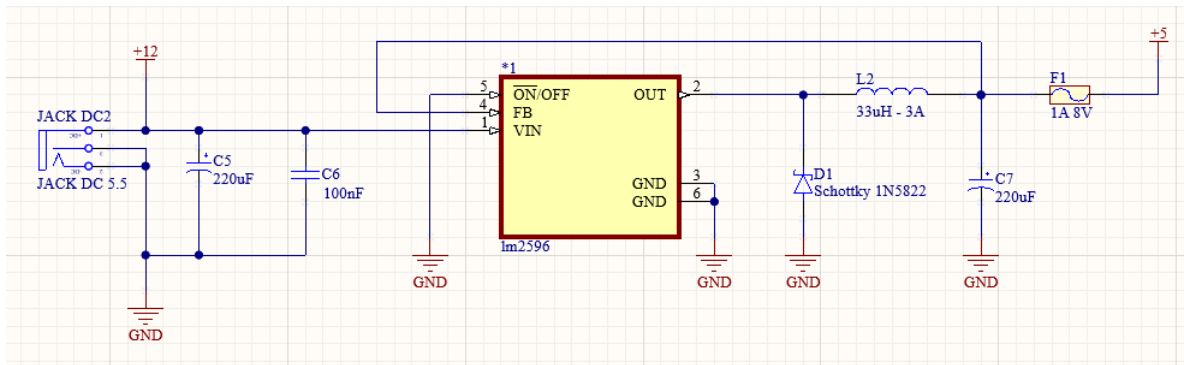 +12
JACK DC2
JACK DC 5.5
1
C5
220uF
C6
100nF
GND
*1
5 ON/OFF
4 FB
1 VIN
OUT 2
GND 3
GND 6
lm2596
GND
GND
D1
Schottky 1N5822
GND
L2
33uH - 3A
C7
220uF
GND
F1
1A 8V
+5